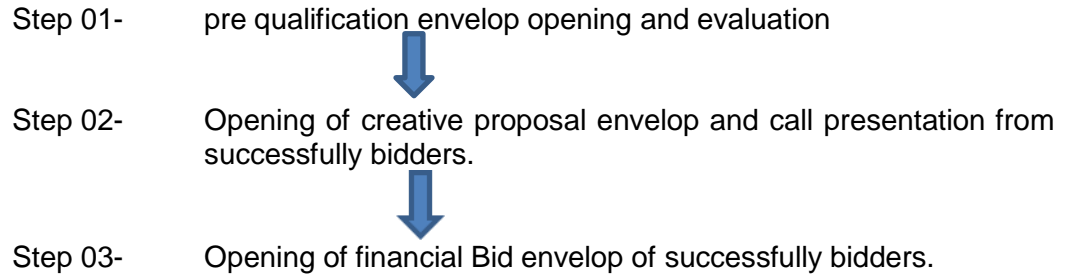 Step 01- pre qualification envelop opening and evaluation
Step 02- Opening of creative proposal envelop and call presentation from
successfully bidders.
Step 03- Opening of financial Bid envelop of successfully bidders.